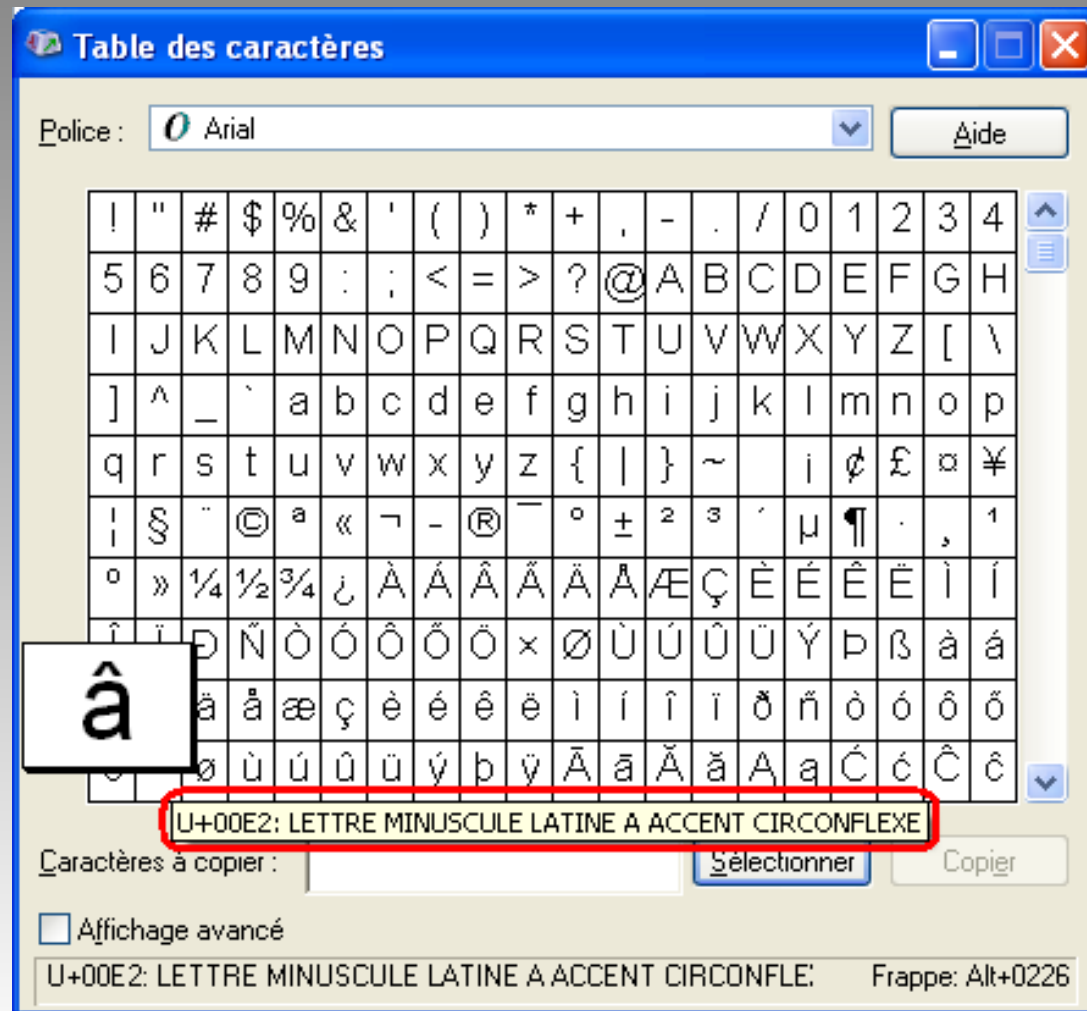 Table des caractères
Police : O Arial Aide
! " # $ % & ' ( ) * + , - . / 0 1 2 3 4
5 6 7 8 9 : ; < = > ? @ A B C D E F G H
I J K L M N O P Q R S T U V W X Y Z [ \
] ^ _ ` a b c d e f g h i j k l m n o p
q r s t u v w x y z { | } ~ ¡ ¢ £ ¤ ¥
¦ § ¨ © ª « ¬ - ® ¯ ° ± ² ³ ´ µ ¶ · ¸ ¹
º » ¼ ½ ¾ ¿ À Á Â Ã Ä Å Æ Ç È É Ê Ë Ì Í
Î Ï Ð Ñ Ò Ó Ô Õ Ö × Ø Ù Ú Û Ü Ý Þ ß à á
â ä å æ ç è é ê ë ì í î ï ð ñ ò ó ô õ
ø ù ú û ü ý þ ÿ Ā ā Ă ă Ą ą Ć ć Ĉ ĉ
U+00E2: LETTRE MINUSCULE LATINE A ACCENT CIRCONFLEXE
Caractères à copier : Sélectionner Copier
Affichage avancé
U+00E2: LETTRE MINUSCULE LATINE A ACCENT CIRCONFLE: Frappe: Alt+0226